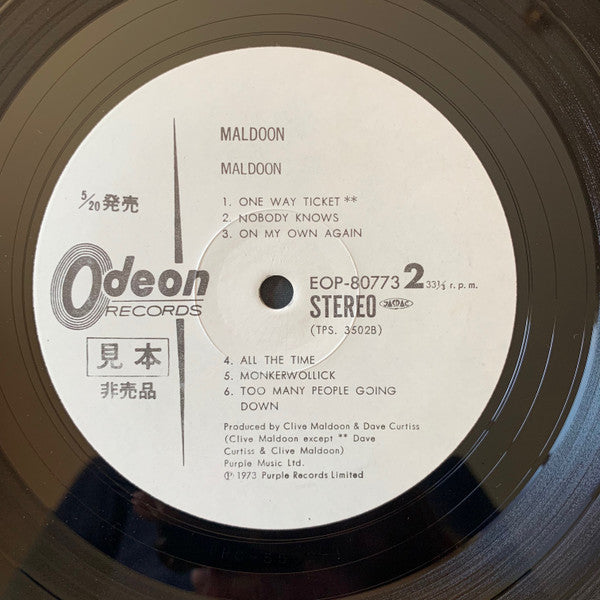 MALDOON
MALDOON
1. ONE WAY TICKET **
2. NOBODY KNOWS
3. ON MY OWN AGAIN
5/20 発売
Odeon
RECORDS
見本
非売品
EOP-80773 2 33⅓ r.p.m.
STEREO JASRAC
(TPS. 3502B)
4. ALL THE TIME
5. MONKERWOLLICK
6. TOO MANY PEOPLE GOING
DOWN
Produced by Clive Maldoon & Dave Curtiss
(Clive Maldoon except ** Dave
Curtiss & Clive Maldoon)
Purple Music Ltd.
℗ 1973 Purple Records Limited